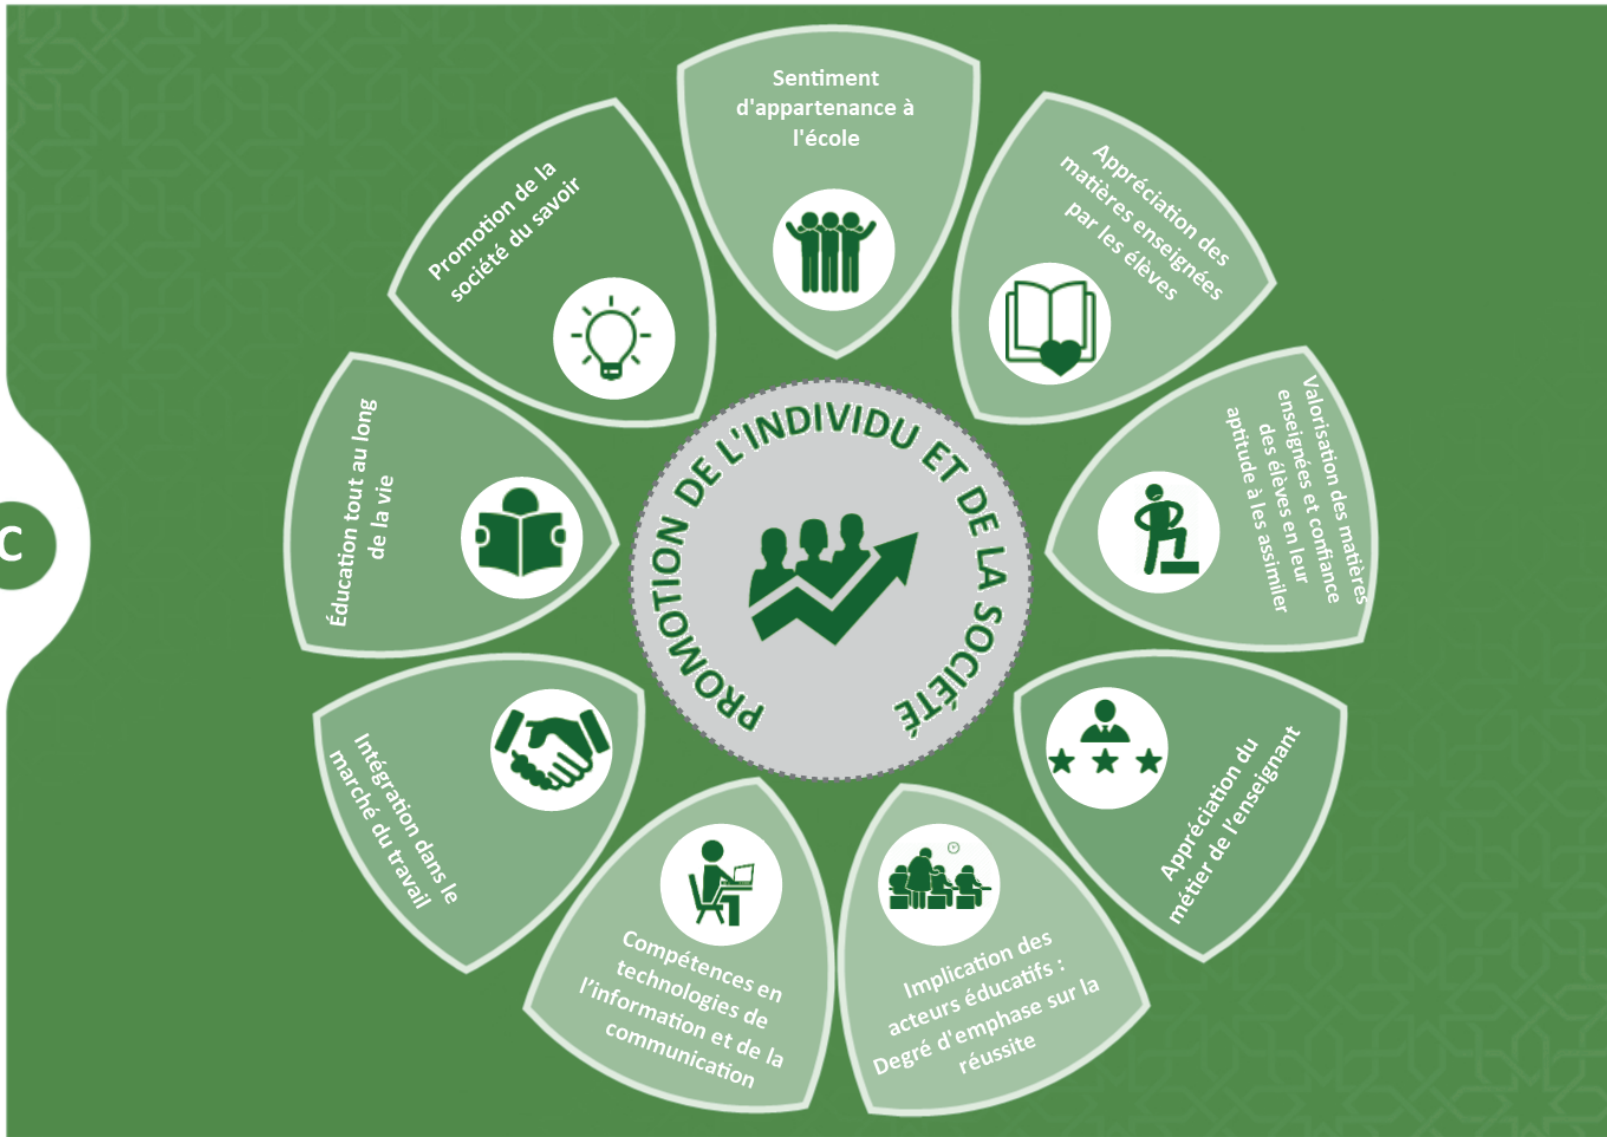 Sentiment
d'appartenance à
l'école
Appréciation des
matières enseignées
par les élèves
Valorisation des matières
enseignées et confiance
des élèves en leur
aptitude à les assimiler
Appréciation du
métier de l'enseignant
Implication des
acteurs éducatifs :
Degré d'emphase sur la
réussite
Compétences en
technologies de
l'information et de la
communication
Intégration dans le
marché du travail
Éducation tout au long
de la vie
Promotion de la
société du savoir
PROMOTION DE L'INDIVIDU ET DE LA SOCIÉTÉ
C